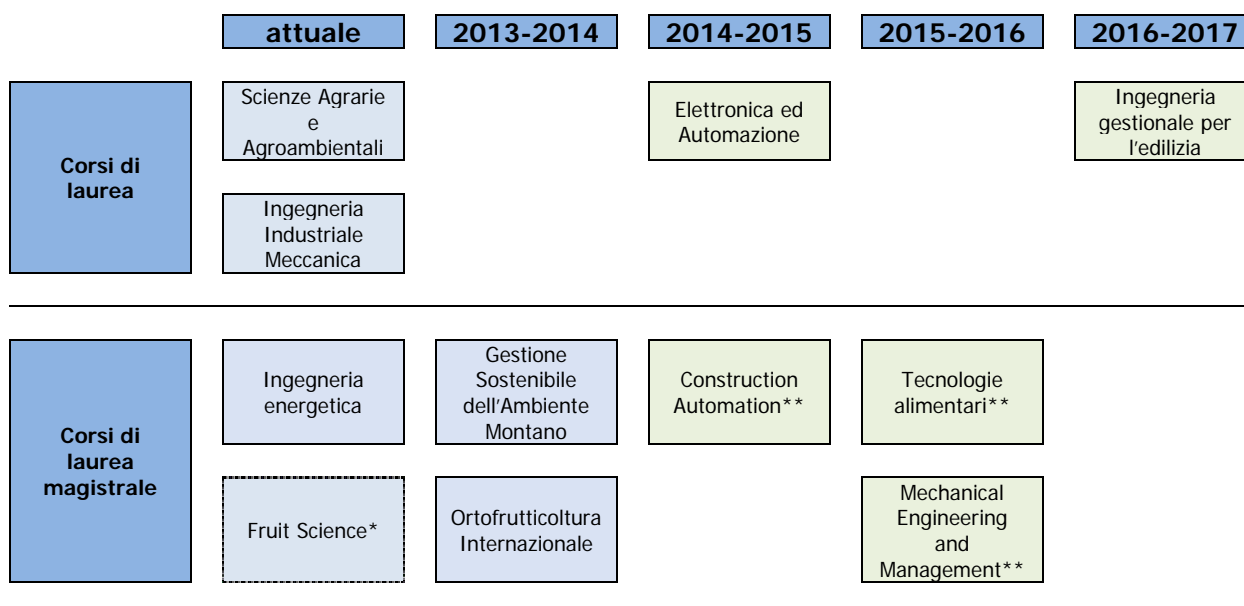 attuale
2013-2014
2014-2015
2015-2016
2016-2017
Corsi di
laurea
Scienze Agrarie
e
Agroambientali
Elettronica ed
Automazione
Ingegneria
gestionale per
l'edilizia
Ingegneria
Industriale
Meccanica
Corsi di
laurea
magistrale
Ingegneria
energetica
Gestione
Sostenibile
dell'Ambiente
Montano
Construction
Automation**
Tecnologie
alimentari**
Fruit Science*
Ortofrutticoltura
Internazionale
Mechanical
Engineering
and
Management**